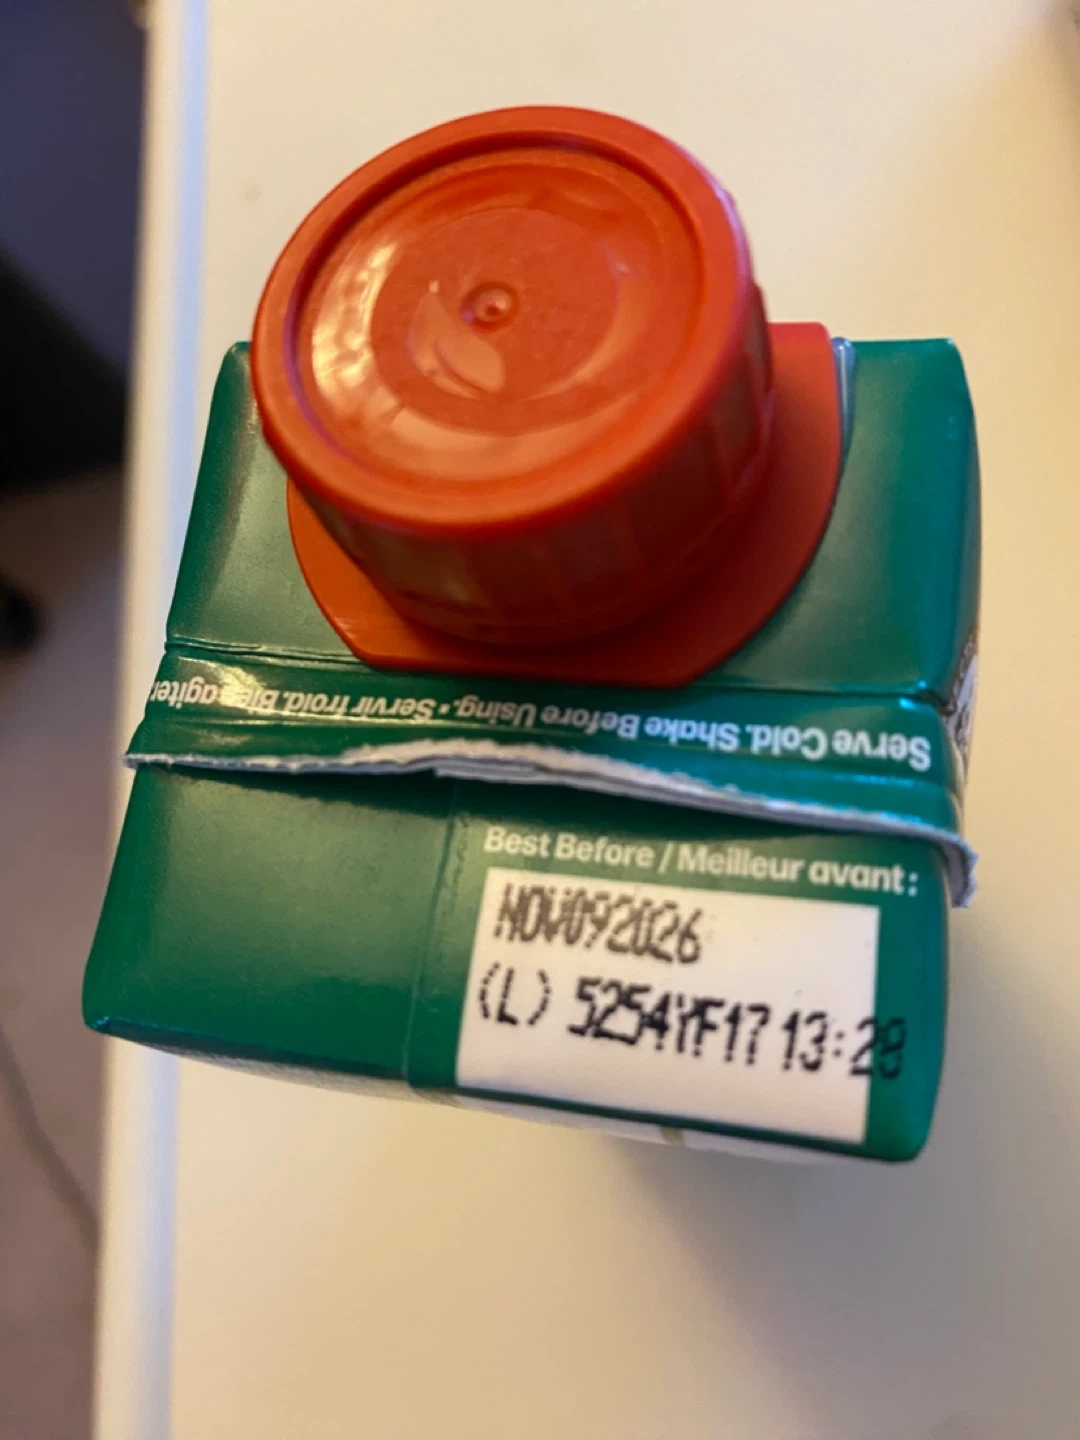 Serve Cold. Shake Before Using. • Servir froid. Bien agiter
Best Before / Meilleur avant:
NOV092026
(L) 5254YF17 13:28